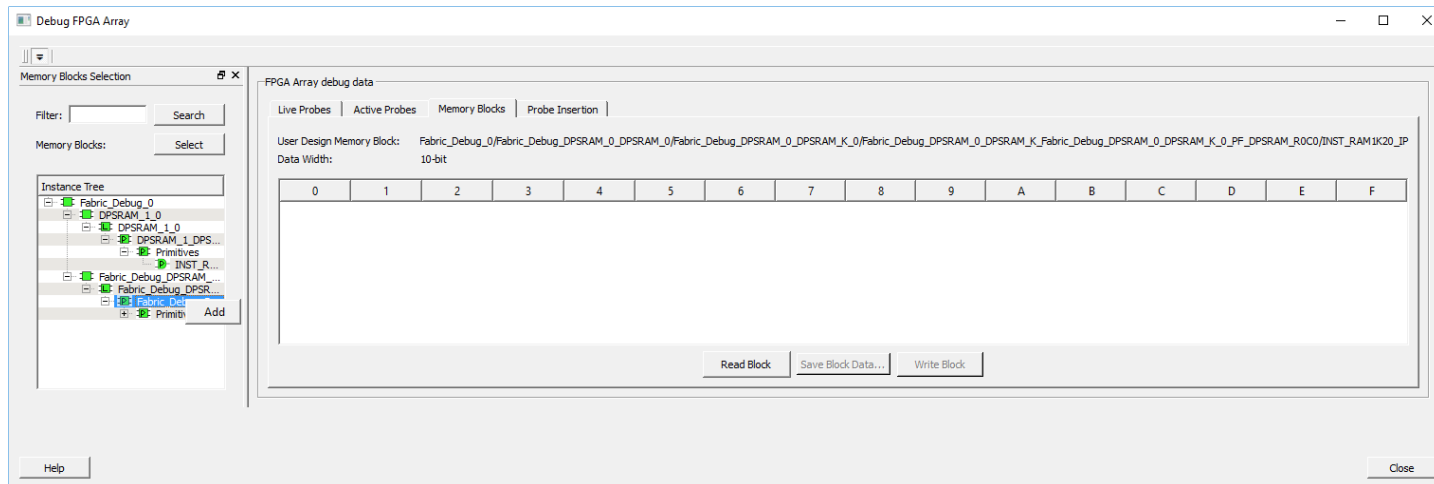 Debug FPGA Array
Memory Blocks Selection
Filter:
Search
Memory Blocks:
Select
Instance Tree
Fabric_Debug_0
DPSRAM_1_0
DPSRAM_1_0
DPSRAM_1_DPS...
Primitives
INST_R...
Fabric_Debug_DPSRAM_...
Fabric_Debug_DPSR...
Fabric_Deb
Primitiv
Add
FPGA Array debug data
Live Probes Active Probes Memory Blocks Probe Insertion
User Design Memory Block: Fabric_Debug_0/Fabric_Debug_DPSRAM_0_DPSRAM_0/Fabric_Debug_DPSRAM_0_DPSRAM_K_0/Fabric_Debug_DPSRAM_0_DPSRAM_K_Fabric_Debug_DPSRAM_0_DPSRAM_K_0_PF_DPSRAM_R0C0/INST_RAM1K20_IP
Data Width: 10-bit
0 1 2 3 4 5 6 7 8 9 A B C D E F
Read Block Save Block Data... Write Block
Help
Close